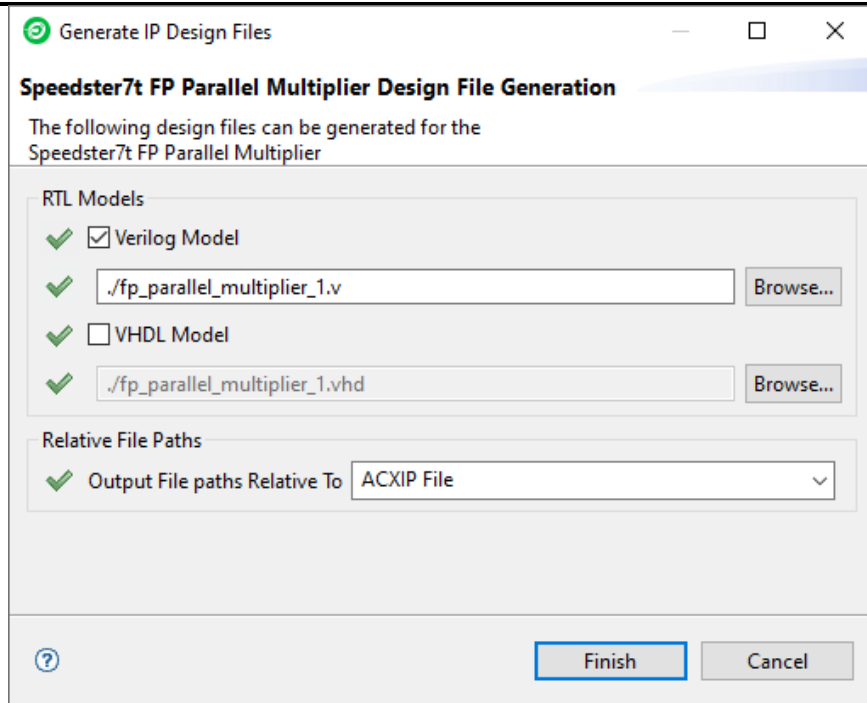 Generate IP Design Files
Speedster7t FP Parallel Multiplier Design File Generation
The following design files can be generated for the
Speedster7t FP Parallel Multiplier
RTL Models
Verilog Model
./fp_parallel_multiplier_1.v Browse...
VHDL Model
./fp_parallel_multiplier_1.vhd Browse...
Relative File Paths
Output File paths Relative To ACXIP File
? Finish Cancel